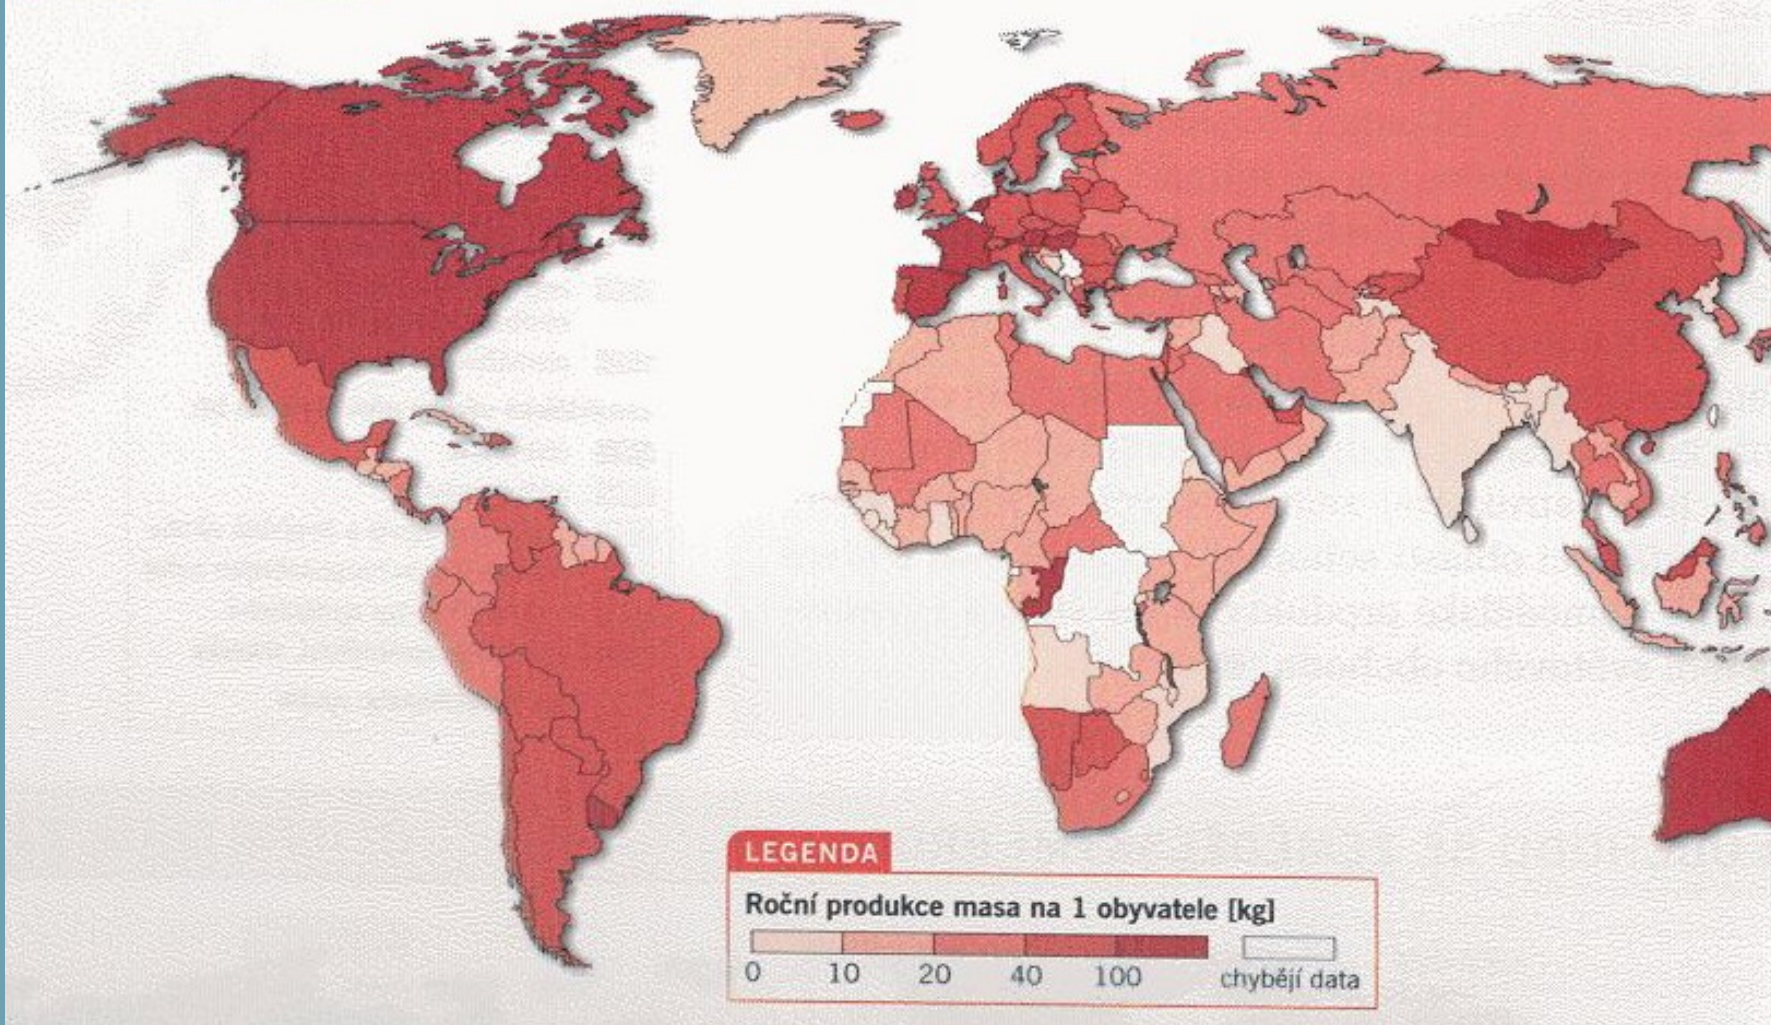 LEGENDA
Roční produkce masa na 1 obyvatele [kg]
0 10 20 40 100 chybějí data